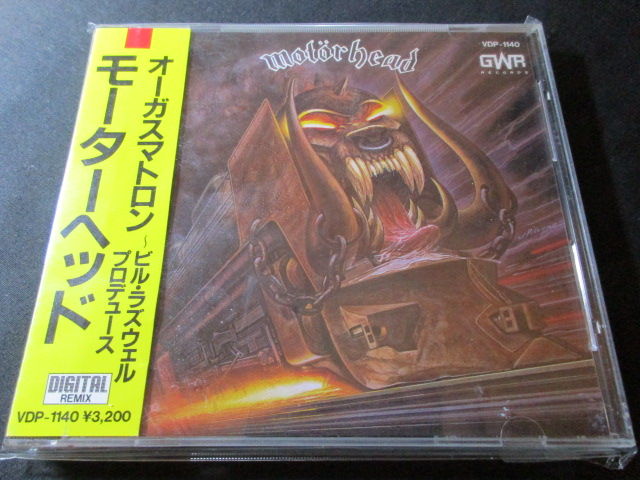 モーターヘッド
オーガスマトロン
〜ビル・ラズウェル
プロデュース
DIGITAL
REMIX
VDP-1140 ¥3,200
motörhead
VDP-1140
GWR
RECORDS